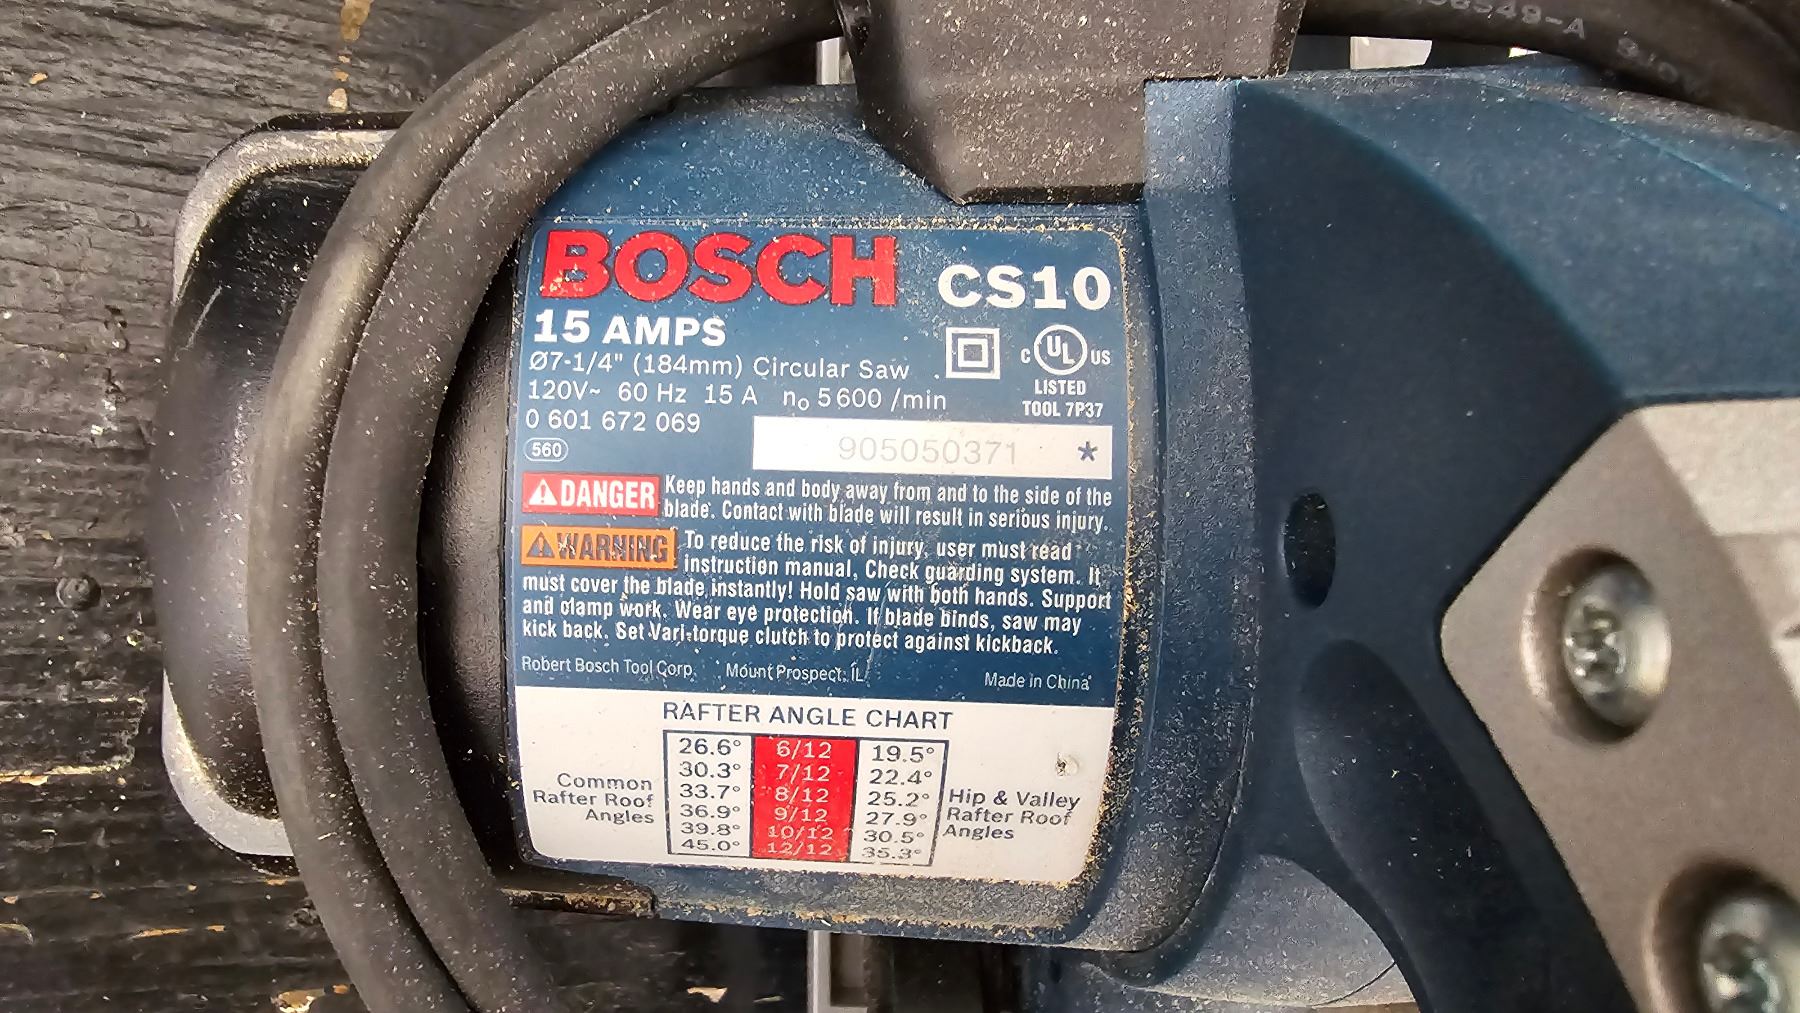 BOSCH CS10
15 AMPS
Ø7-1/4" (184mm) Circular Saw
120V~ 60 Hz 15 A n₀ 5600 /min
0 601 672 069
560
C UL US
LISTED
TOOL 7P37
905050371 *
DANGER Keep hands and body away from and to the side of the
blade. Contact with blade will result in serious injury.
WARNING To reduce the risk of injury, user must read
instruction manual, Check guarding system. It
must cover the blade instantly! Hold saw with both hands. Support
and clamp work. Wear eye protection. If blade binds, saw may
kick back. Set Vari-torque clutch to protect against kickback.
Robert Bosch Tool Corp. Mount Prospect, IL Made in China
RAFTER ANGLE CHART
Common
Rafter Roof
Angles
26.6° 6/12 19.5°
30.3° 7/12 22.4°
33.7° 8/12 25.2°
36.9° 9/12 27.9°
39.8° 10/12 30.5°
45.0° 12/12 35.3°
Hip & Valley
Rafter Roof
Angles